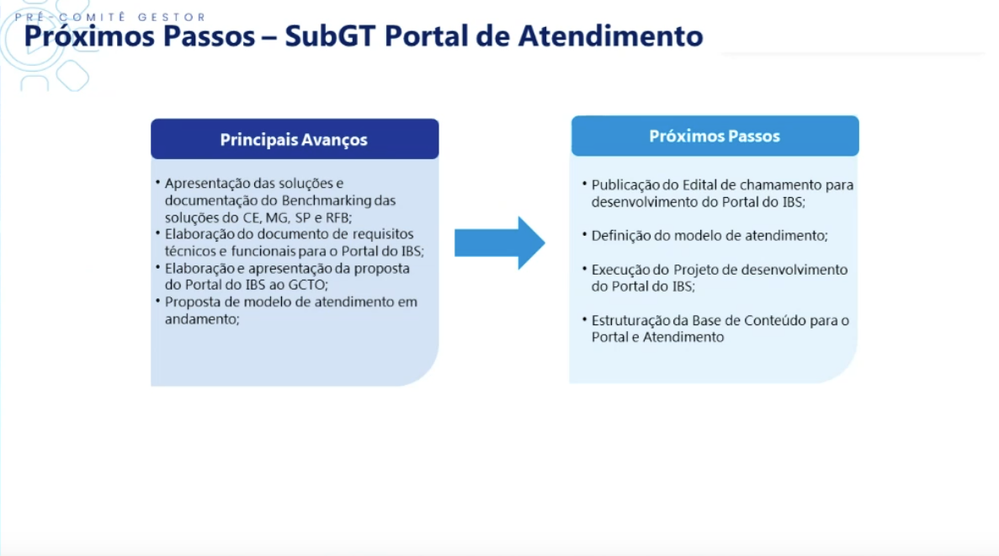 PRÉ-COMITÊ GESTOR
Próximos Passos – SubGT Portal de Atendimento
Principais Avanços
• Apresentação das soluções e
documentação do Benchmarking das
soluções do CE, MG, SP e RFB;
• Elaboração do documento de requisitos
técnicos e funcionais para o Portal do IBS;
• Elaboração e apresentação da proposta
do Portal do IBS ao GCTO;
• Proposta de modelo de atendimento em
andamento;
Próximos Passos
• Publicação do Edital de chamamento para
desenvolvimento do Portal do IBS;
• Definição do modelo de atendimento;
• Execução do Projeto de desenvolvimento
do Portal do IBS;
• Estruturação da Base de Conteúdo para o
Portal e Atendimento